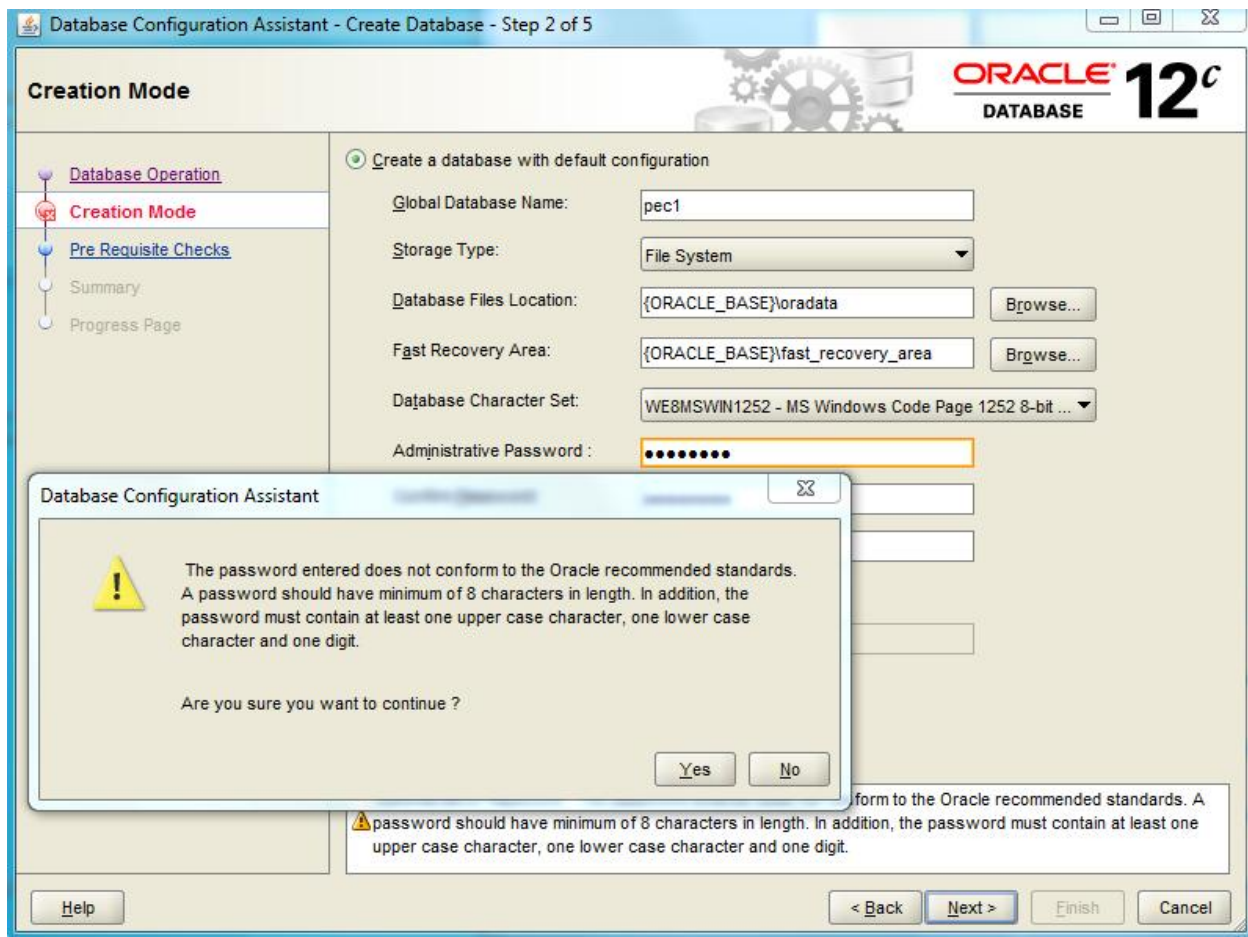 Database Configuration Assistant - Create Database - Step 2 of 5
Creation Mode
ORACLE DATABASE 12c
Database Operation
Creation Mode
Pre Requisite Checks
Summary
Progress Page
Create a database with default configuration
Global Database Name: pec1
Storage Type: File System
Database Files Location: {ORACLE_BASE}\oradata Browse...
Fast Recovery Area: {ORACLE_BASE}\fast_recovery_area Browse...
Database Character Set: WE8MSWIN1252 - MS Windows Code Page 1252 8-bit ...
Administrative Password : ●●●●●●●●
Database Configuration Assistant
The password entered does not conform to the Oracle recommended standards.
A password should have minimum of 8 characters in length. In addition, the
password must contain at least one upper case character, one lower case
character and one digit.
Are you sure you want to continue ?
Yes No
form to the Oracle recommended standards. A
password should have minimum of 8 characters in length. In addition, the password must contain at least one
upper case character, one lower case character and one digit.
Help < Back Next > Finish Cancel